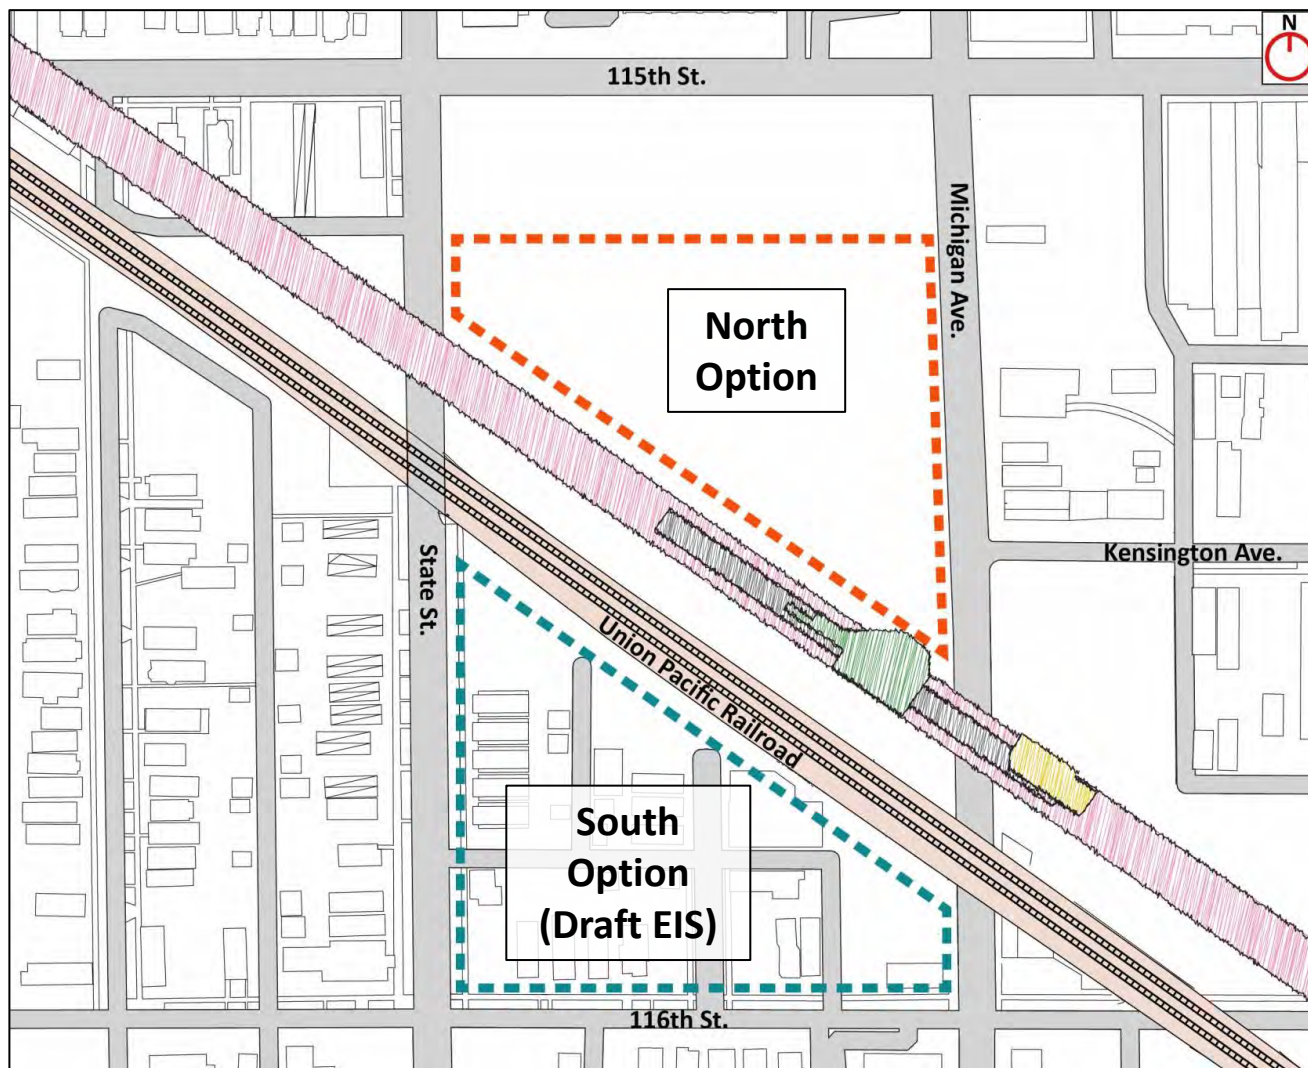 N
115th St.
Michigan Ave.
North
Option
Kensington Ave.
State St.
Union Pacific Railroad
South
Option
(Draft EIS)
116th St.